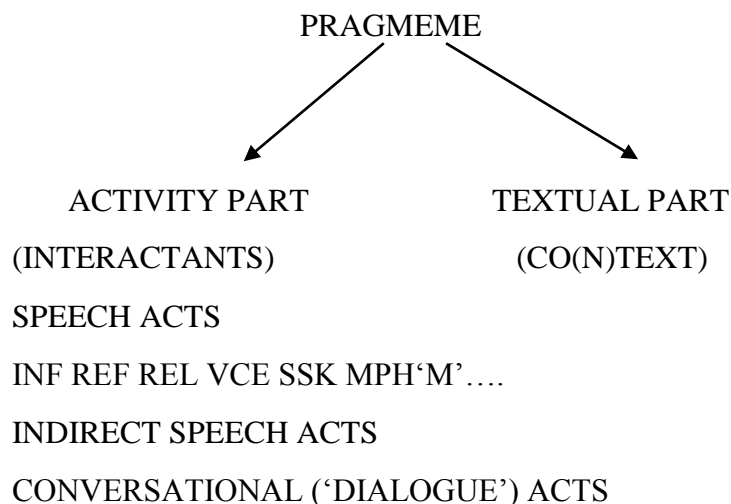 PRAGMEME
ACTIVITY PART TEXTUAL PART
(INTERACTANTS) (CO(N)TEXT)
SPEECH ACTS
INF REF REL VCE SSK MPH‘M’….
INDIRECT SPEECH ACTS
CONVERSATIONAL (‘DIALOGUE’) ACTS